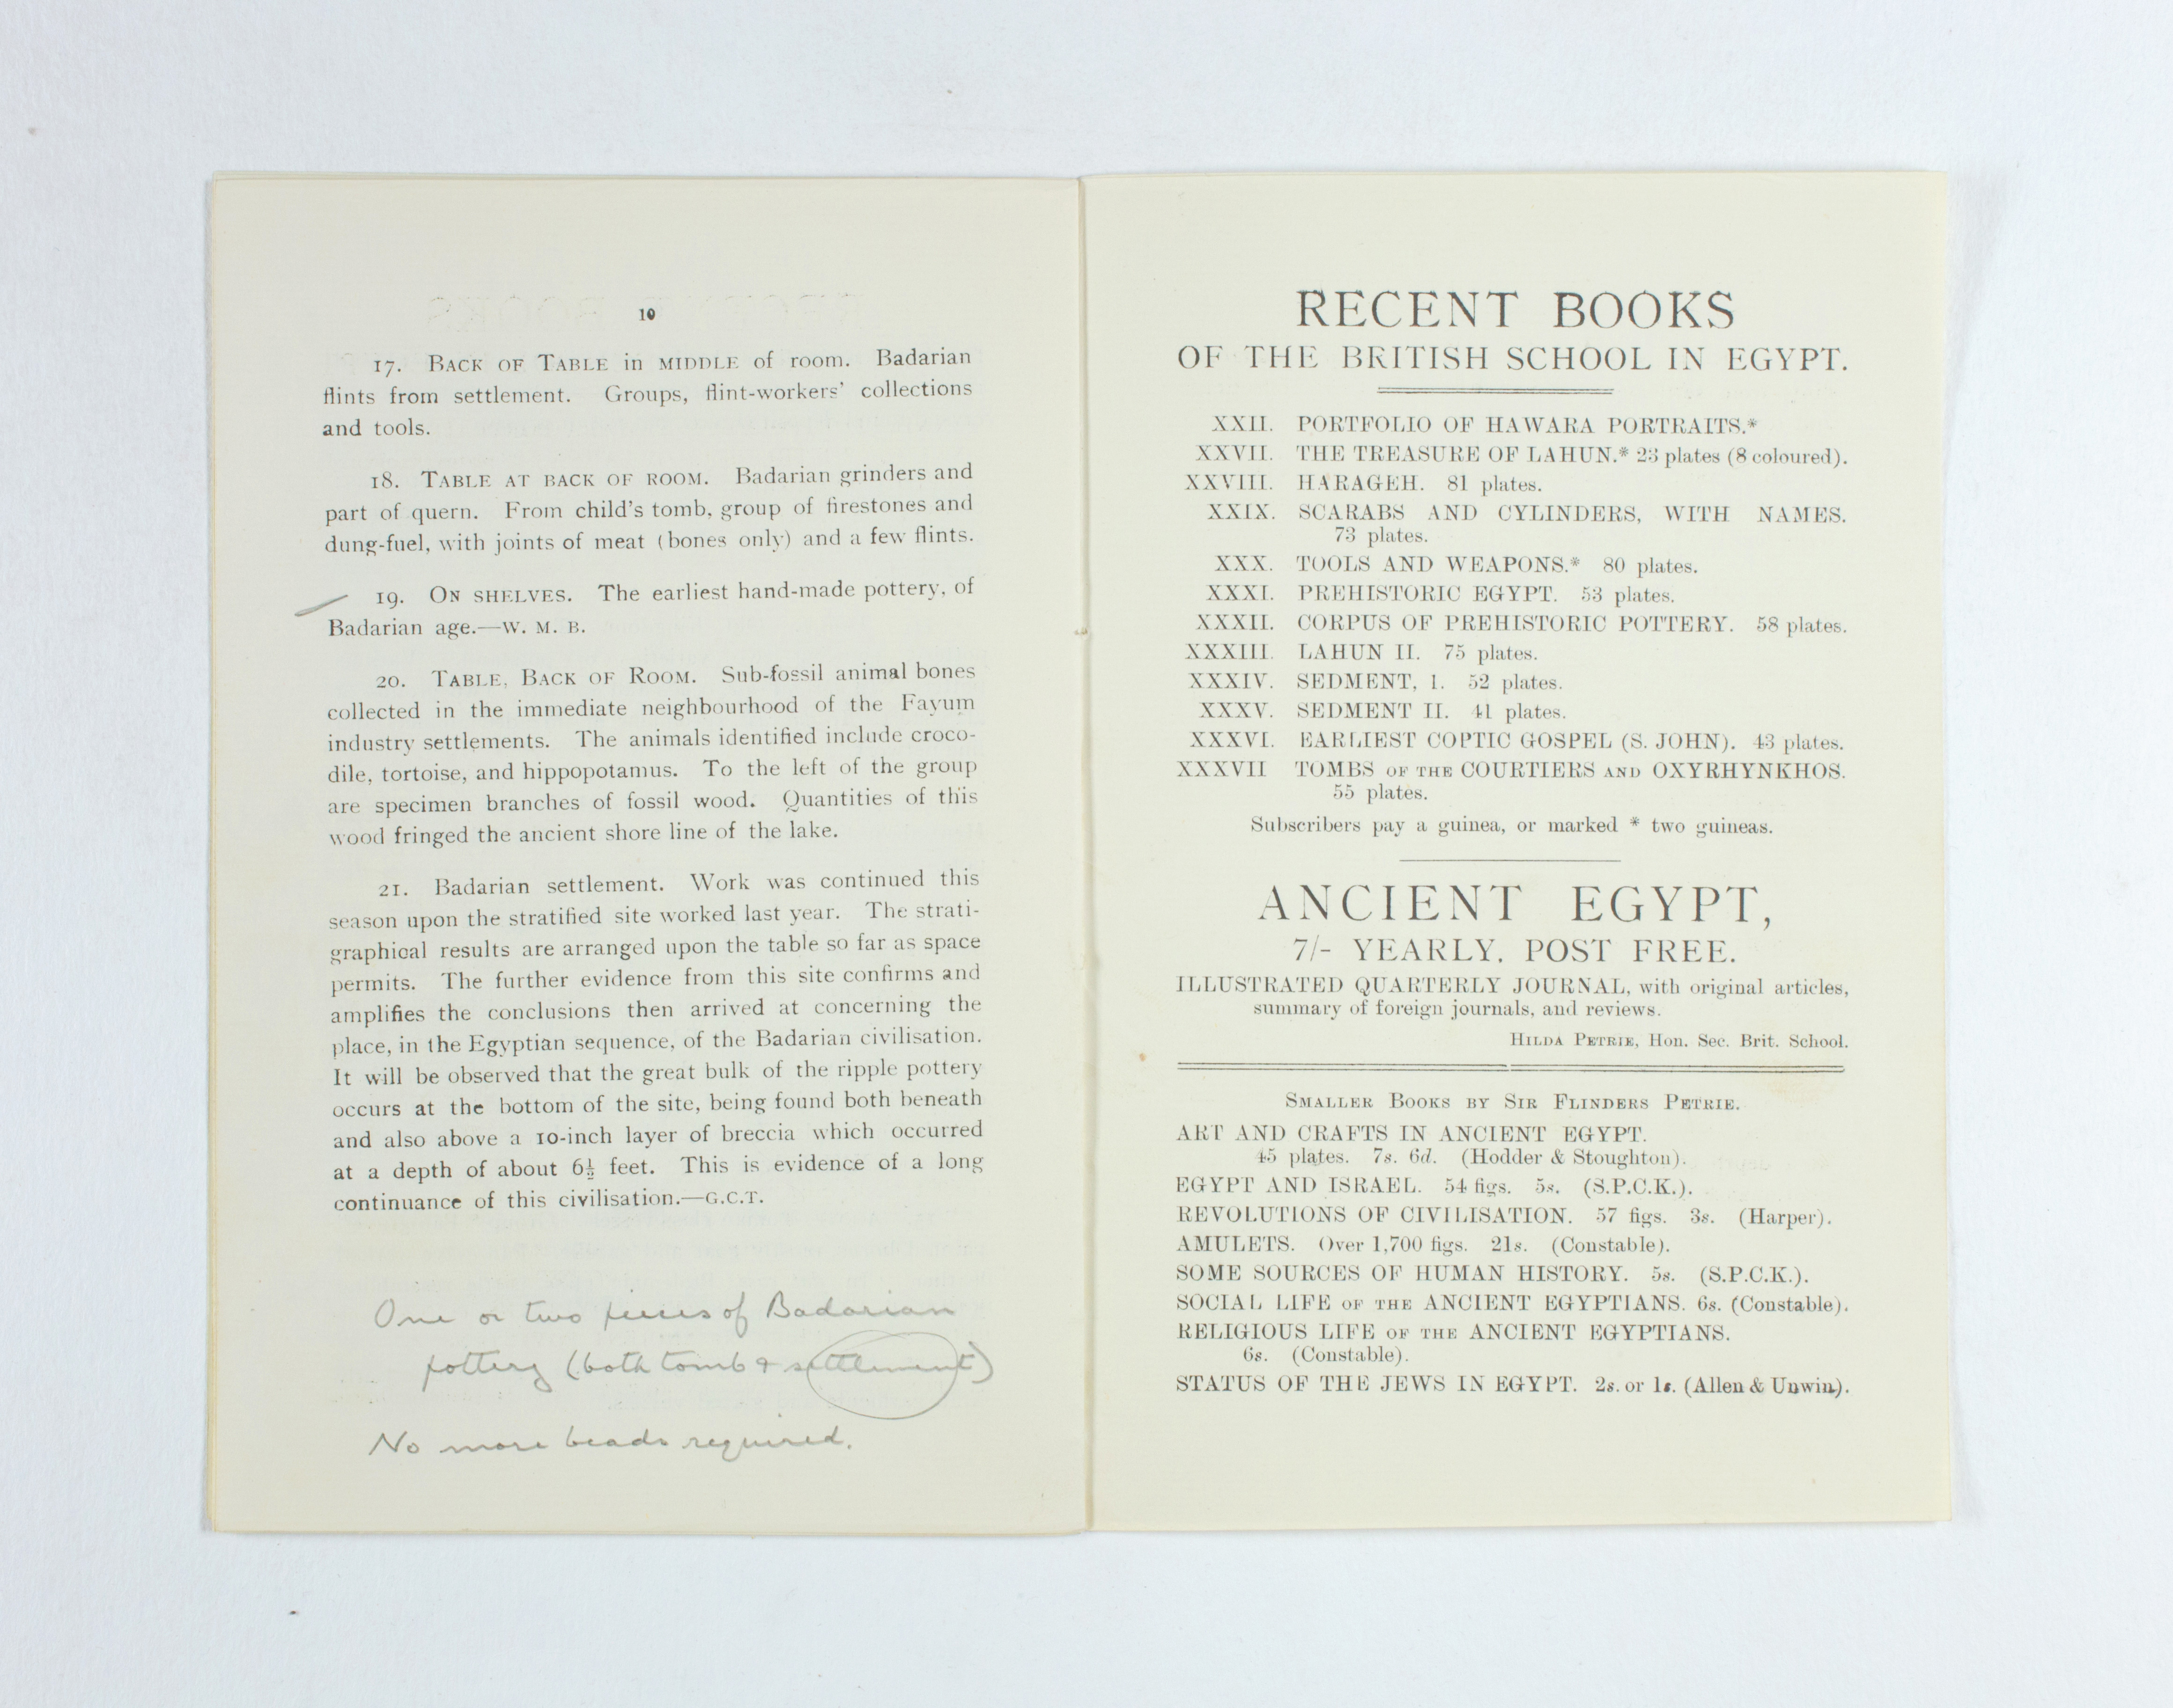 10
17. BACK OF TABLE in MIDDLE of room. Badarian
flints from settlement. Groups, flint-workers' collections
and tools.
18. TABLE AT BACK OF ROOM. Badarian grinders and
part of quern. From child's tomb, group of firestones and
dung-fuel, with joints of meat (bones only) and a few flints.
19. ON SHELVES. The earliest hand-made pottery, of
Badarian age.—W. M. B.
20. TABLE, BACK OF ROOM. Sub-fossil animal bones
collected in the immediate neighbourhood of the Fayum
industry settlements. The animals identified include croco-
dile, tortoise, and hippopotamus. To the left of the group
are specimen branches of fossil wood. Quantities of this
wood fringed the ancient shore line of the lake.
21. Badarian settlement. Work was continued this
season upon the stratified site worked last year. The strati-
graphical results are arranged upon the table so far as space
permits. The further evidence from this site confirms and
amplifies the conclusions then arrived at concerning the
place, in the Egyptian sequence, of the Badarian civilisation.
It will be observed that the great bulk of the ripple pottery
occurs at the bottom of the site, being found both beneath
and also above a 10-inch layer of breccia which occurred
at a depth of about 6½ feet. This is evidence of a long
continuance of this civilisation.—G.C.T.
One or two pieces of Badarian
pottery (both tomb & settlement)
No more beads required.
RECENT BOOKS
OF THE BRITISH SCHOOL IN EGYPT.
XXII. PORTFOLIO OF HAWARA PORTRAITS.*
XXVII. THE TREASURE OF LAHUN.* 23 plates (8 coloured).
XXVIII. HARAGEH. 81 plates.
XXIX. SCARABS AND CYLINDERS, WITH NAMES.
73 plates.
XXX. TOOLS AND WEAPONS.* 80 plates.
XXXI. PREHISTORIC EGYPT. 53 plates.
XXXII. CORPUS OF PREHISTORIC POTTERY. 58 plates.
XXXIII. LAHUN II. 75 plates.
XXXIV. SEDMENT, I. 52 plates.
XXXV. SEDMENT II. 41 plates.
XXXVI. EARLIEST COPTIC GOSPEL (S. JOHN). 43 plates.
XXXVII TOMBS OF THE COURTIERS AND OXYRHYNKHOS.
55 plates.
Subscribers pay a guinea, or marked * two guineas.
ANCIENT EGYPT,
7/- YEARLY. POST FREE.
ILLUSTRATED QUARTERLY JOURNAL, with original articles,
summary of foreign journals, and reviews.
HILDA PETRIE, Hon. Sec. Brit. School.
SMALLER BOOKS BY SIR FLINDERS PETRIE.
ART AND CRAFTS IN ANCIENT EGYPT.
45 plates. 7s. 6d. (Hodder & Stoughton).
EGYPT AND ISRAEL. 54 figs. 5s. (S.P.C.K.).
REVOLUTIONS OF CIVILISATION. 57 figs. 3s. (Harper).
AMULETS. Over 1,700 figs. 21s. (Constable).
SOME SOURCES OF HUMAN HISTORY. 5s. (S.P.C.K.).
SOCIAL LIFE OF THE ANCIENT EGYPTIANS. 6s. (Constable).
RELIGIOUS LIFE OF THE ANCIENT EGYPTIANS.
6s. (Constable).
STATUS OF THE JEWS IN EGYPT. 2s. or 1s. (Allen & Unwin).